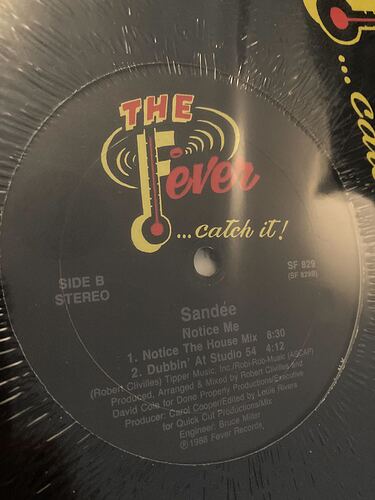 THE
Fever
...catch it!
SIDE B
STEREO
SF 829
(SF 829B)
Sandée
Notice Me
1. Notice The House Mix 8:30
2. Dubbin' At Studio 54 4:12
(Robert Clivilles) Tipper Music, Inc./Robi-Rob-Music (ASCAP)
Produced, Arranged & Mixed by Robert Clivilles and
David Cole for Done Properly Productions/Executive
Producer: Carol Cooper/Edited by Louie Rivers
for Quick Cut Productions/Mix
Engineer: Bruce Miller
℗ 1988 Fever Records
...